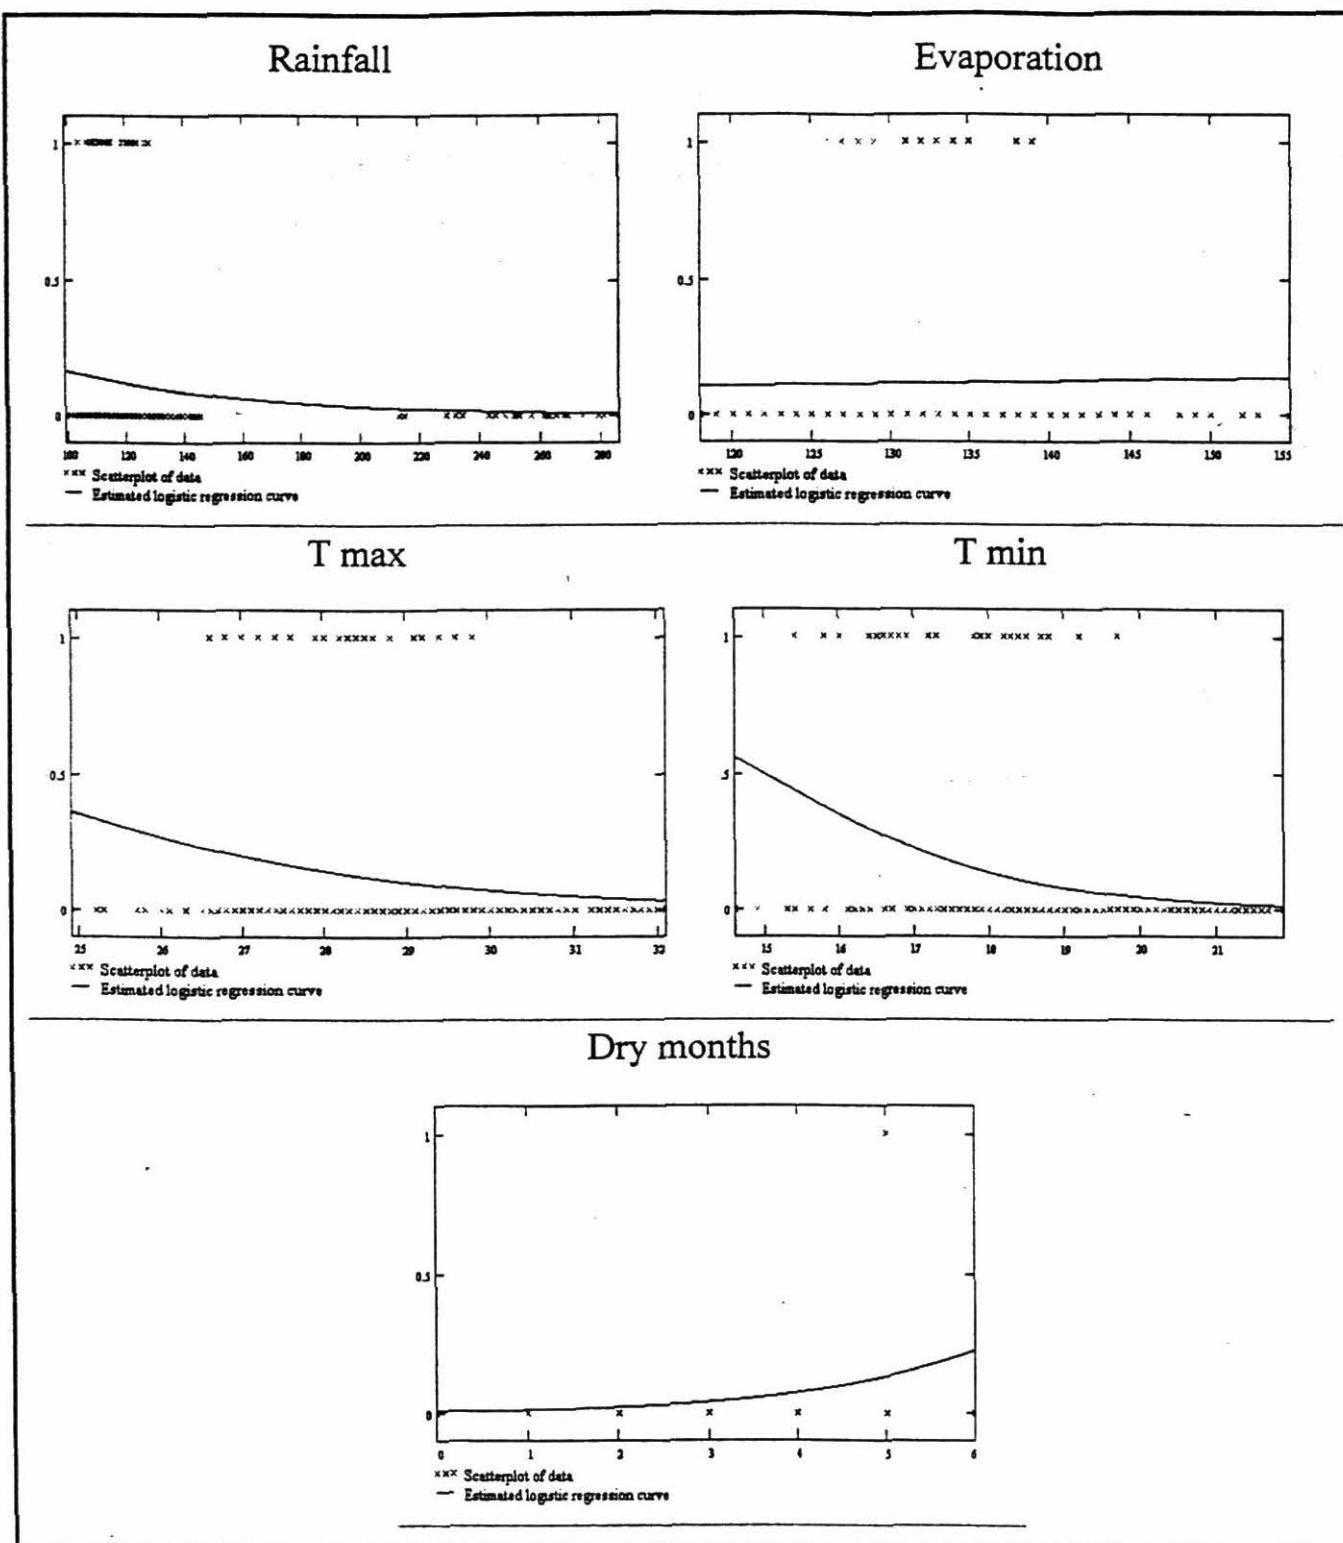 Rainfall
1
0.5
0
100 120 140 160 180 200 220 240 260 280
××× Scatterplot of data
— Estimated logistic regression curve
Evaporation
1
0.5
0
120 125 130 135 140 145 150 155
××× Scatterplot of data
— Estimated logistic regression curve
T max
1
0.5
0
25 26 27 28 29 30 31 32
××× Scatterplot of data
— Estimated logistic regression curve
T min
1
.5
0
15 16 17 18 19 20 21
××× Scatterplot of data
— Estimated logistic regression curve
Dry months
1
0.5
0
0 1 2 3 4 5 6
××× Scatterplot of data
— Estimated logistic regression curve